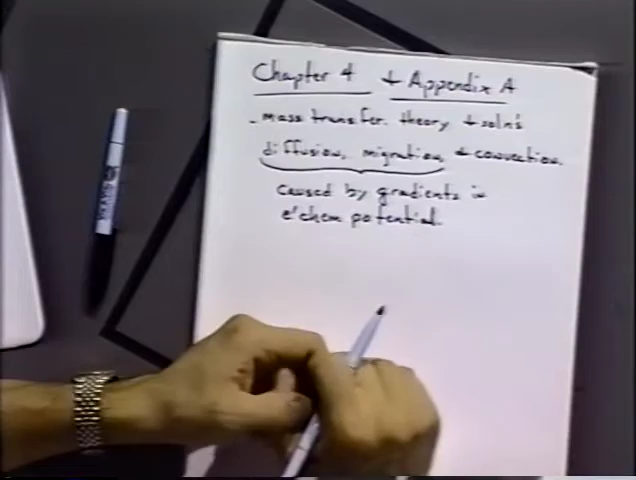 Chapter 4 + Appendix A
- mass transfer. theory + soln's
diffusion, migration, + convection.
caused by gradients in
e'chem potential.